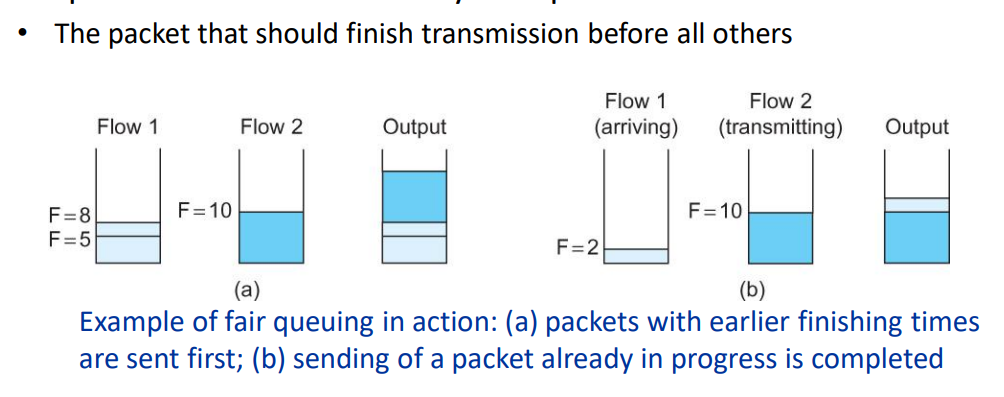 • The packet that should finish transmission before all others
Flow 1 Flow 2 Output
Flow 1 (arriving) Flow 2 (transmitting) Output
F=8
F=5
F=10
F=2
F=10
(a)
(b)
Example of fair queuing in action: (a) packets with earlier finishing times
are sent first; (b) sending of a packet already in progress is completed